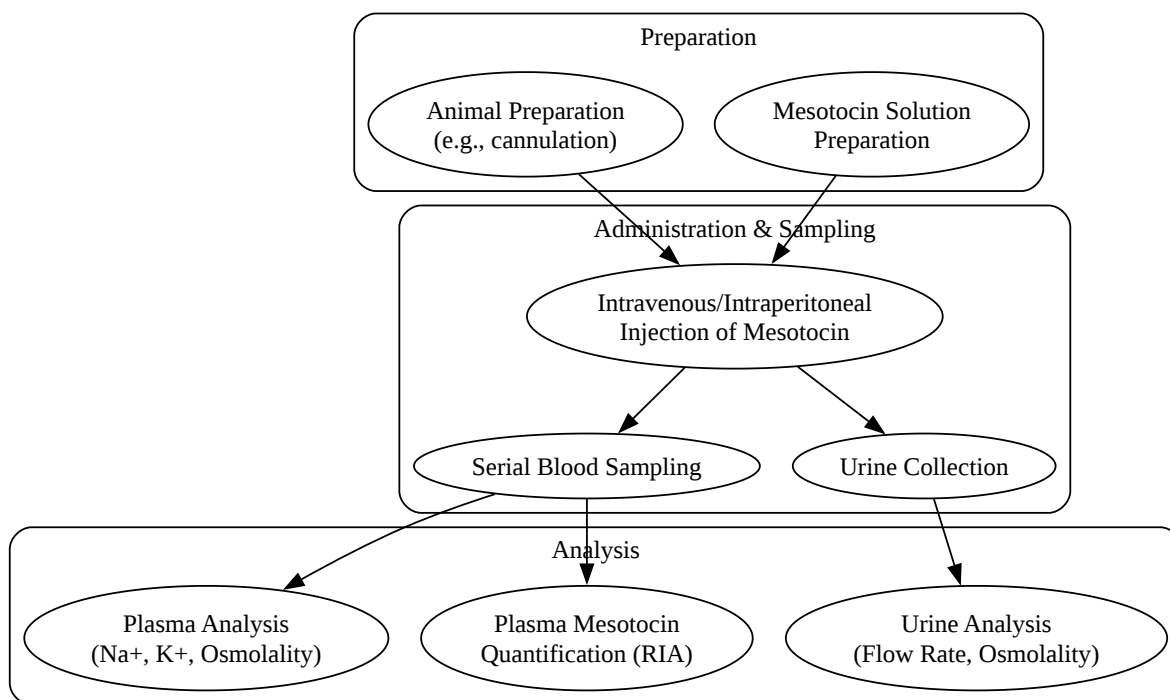 Preparation
Animal Preparation
(e.g., cannulation)
Mesotocin Solution
Preparation
Administration & Sampling
Intravenous/Intraperitoneal
Injection of Mesotocin
Serial Blood Sampling
Urine Collection
Analysis
Plasma Analysis
(Na+, K+, Osmolality)
Plasma Mesotocin
Quantification (RIA)
Urine Analysis
(Flow Rate, Osmolality)